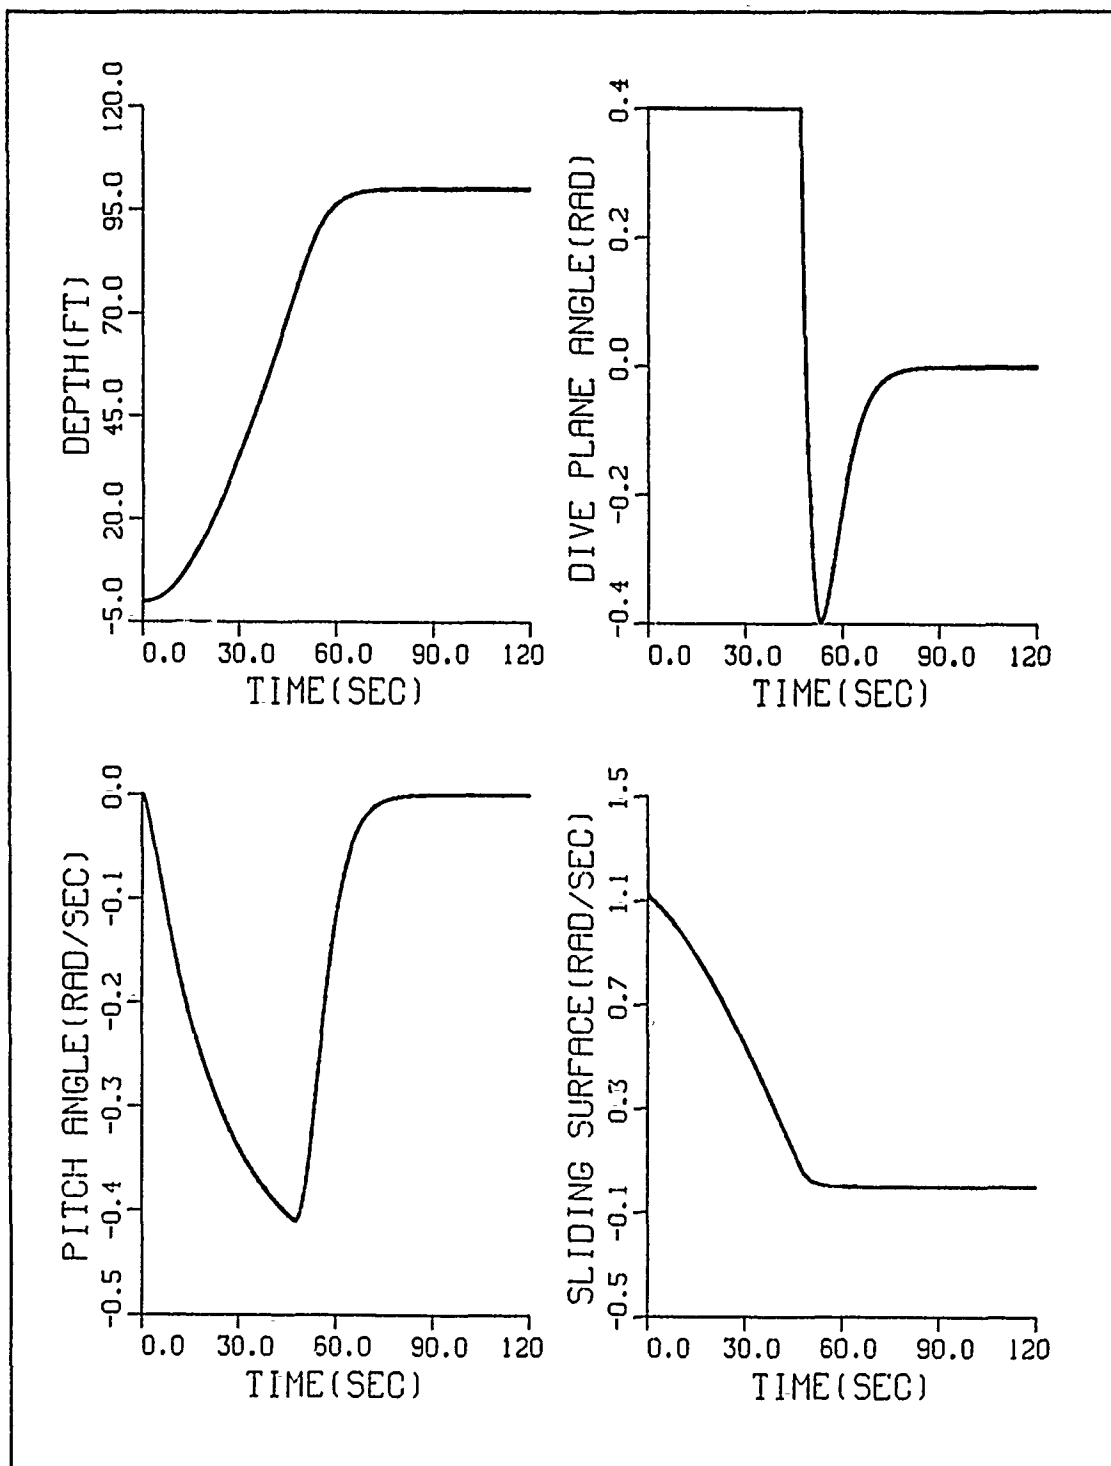 DEPTH(FT)
120.0
95.0
70.0
45.0
20.0
-5.0
0.0 30.0 60.0 90.0 120
TIME(SEC)
DIVE PLANE ANGLE(RAD)
0.4
0.2
0.0
-0.2
-0.4
0.0 30.0 60.0 90.0 120
TIME(SEC)
PITCH ANGLE(RAD/SEC)
0.0
-0.1
-0.2
-0.3
-0.4
-0.5
0.0 30.0 60.0 90.0 120
TIME(SEC)
SLIDING SURFACE(RAD/SEC)
1.5
1.1
0.7
0.3
-0.1
-0.5
0.0 30.0 60.0 90.0 120
TIME(SEC)